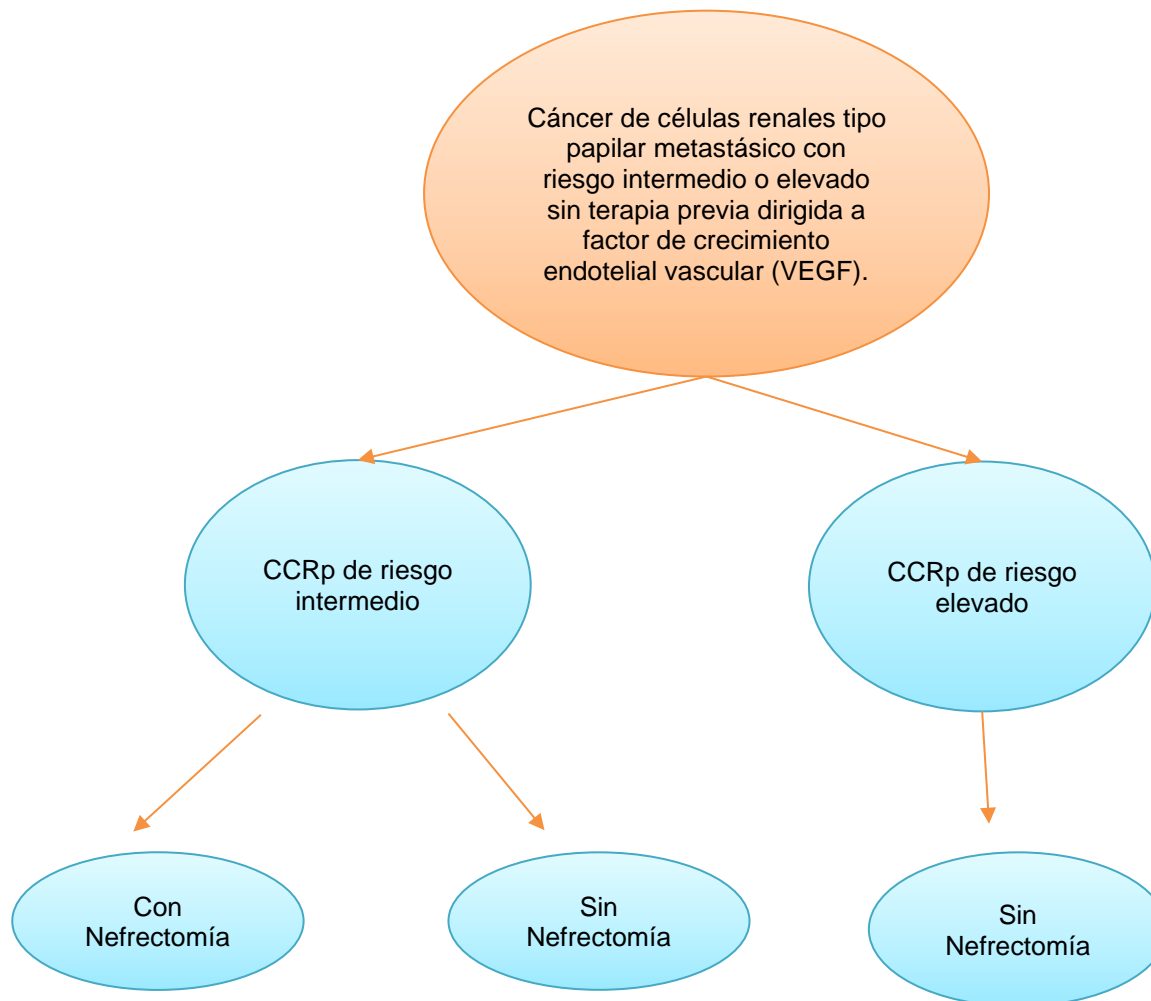 Cáncer de células renales tipo
papilar metastásico con
riesgo intermedio o elevado
sin terapia previa dirigida a
factor de crecimiento
endotelial vascular (VEGF).
CCRp de riesgo
intermedio
CCRp de riesgo
elevado
Con
Nefrectomía
Sin
Nefrectomía
Sin
Nefrectomía